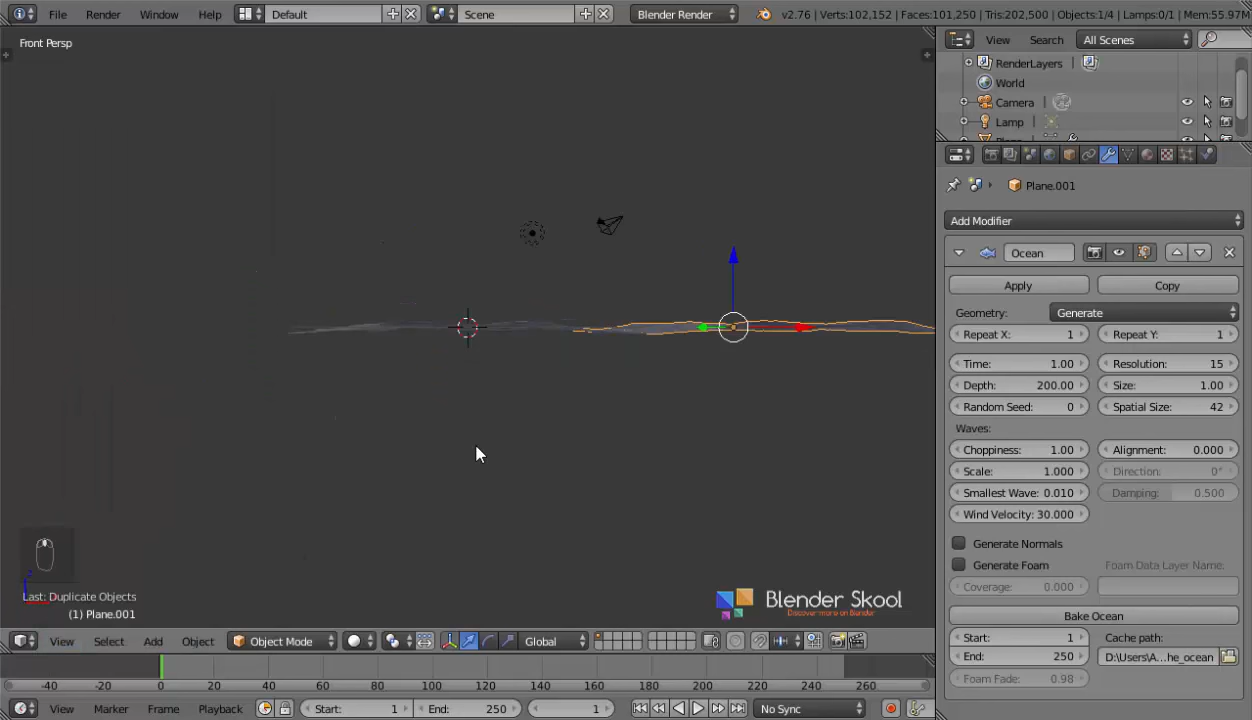 File Render Window Help Default Scene Blender Render v2.76 | Verts:102,152 | Faces:101,250 | Tris:202,500 | Objects:1/4 | Lamps:0/1 | Mem:55.97M
Front Persp
View Search All Scenes
RenderLayers
World
Camera
Lamp
Plane.001
Add Modifier
Ocean
Apply Copy
Geometry: Generate
Repeat X: 1 Repeat Y: 1
Time: 1.00 Resolution: 15
Depth: 200.00 Size: 1.00
Random Seed: 0 Spatial Size: 42
Waves:
Choppiness: 1.00 Alignment: 0.000
Scale: 1.000 Direction: 0°
Smallest Wave: 0.010 Damping: 0.500
Wind Velocity: 30.000
Generate Normals
Generate Foam Foam Data Layer Name:
Coverage: 0.000
Bake Ocean
Start: 1 Cache path:
End: 250 D:\Users\A...he_ocean
Foam Fade: 0.98
Last: Duplicate Objects
(1) Plane.001
Blender Skool
Discover more on Blender
View Select Add Object Object Mode Global
-40 -20 0 20 40 60 80 100 120 140 160 180 200 220 240 260
View Marker Frame Playback Start: 1 End: 250 1 No Sync